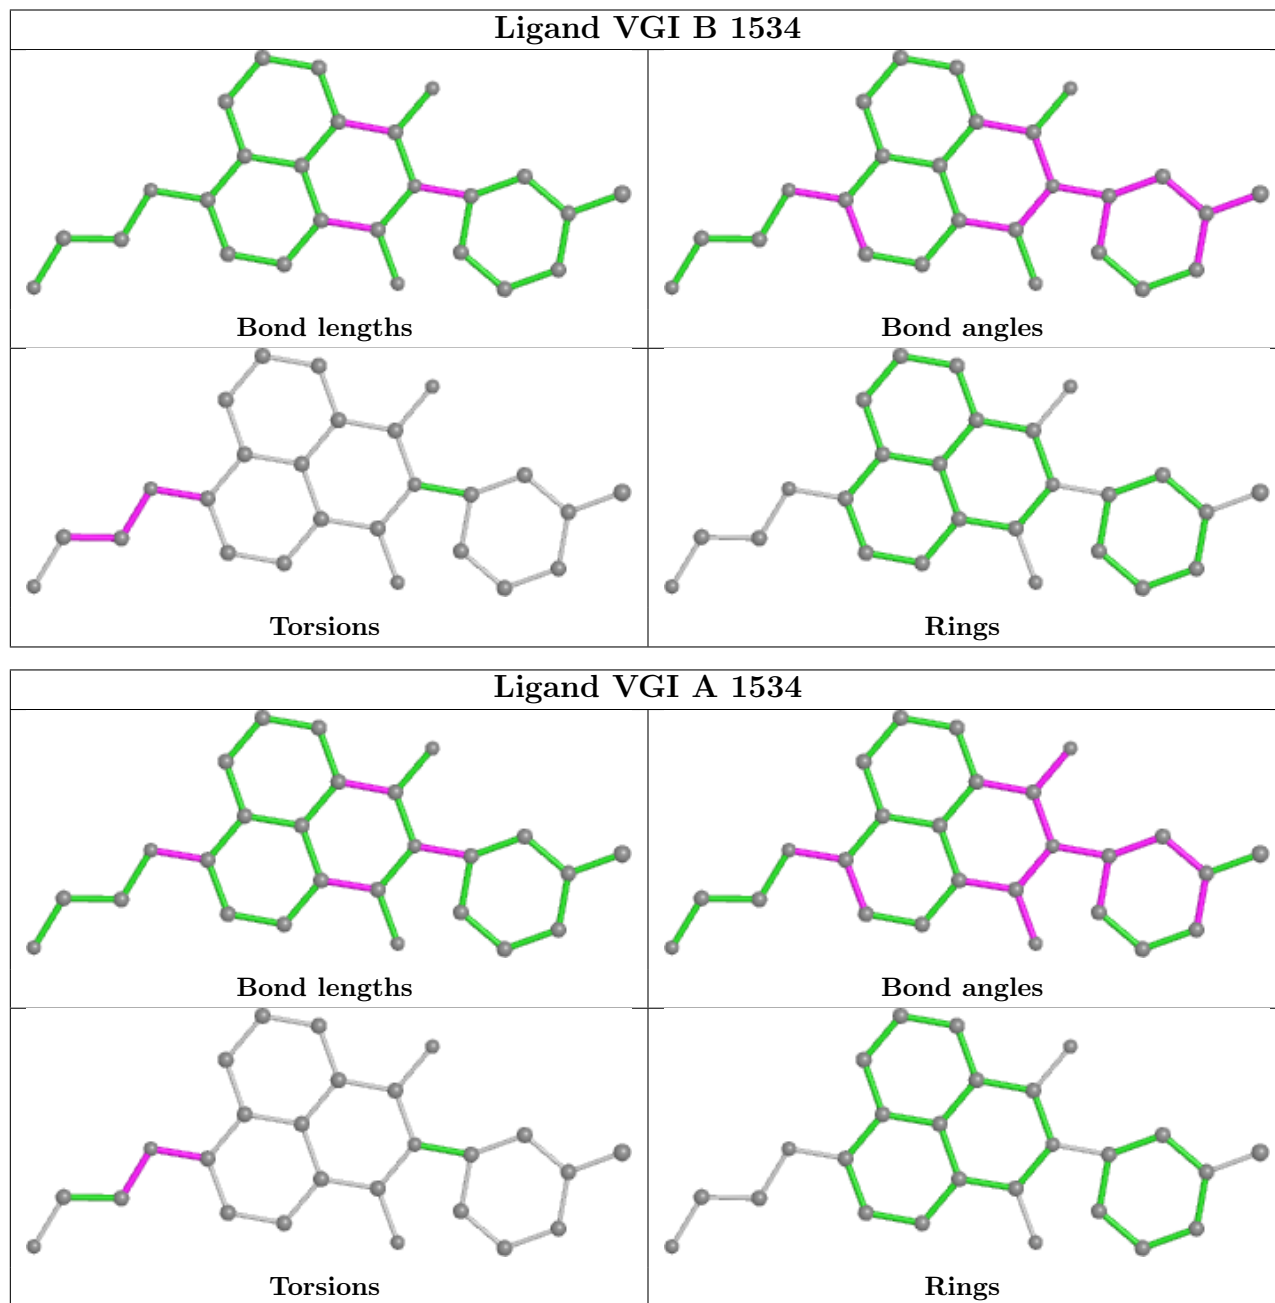 Ligand VGI B 1534
Bond lengths
Bond angles
Torsions
Rings
Ligand VGI A 1534
Bond lengths
Bond angles
Torsions
Rings